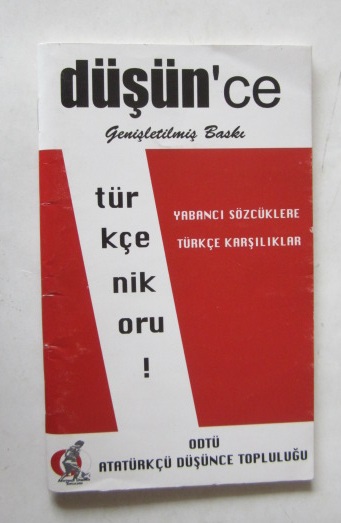 düşün'ce
Genişletilmiş Baskı
tür
kçe
nik
oru
!
YABANCI SÖZCÜKLERE
TÜRKÇE KARŞILIKLAR
ODTÜ
ATATÜRKÇÜ DÜŞÜNCE TOPLULUĞU